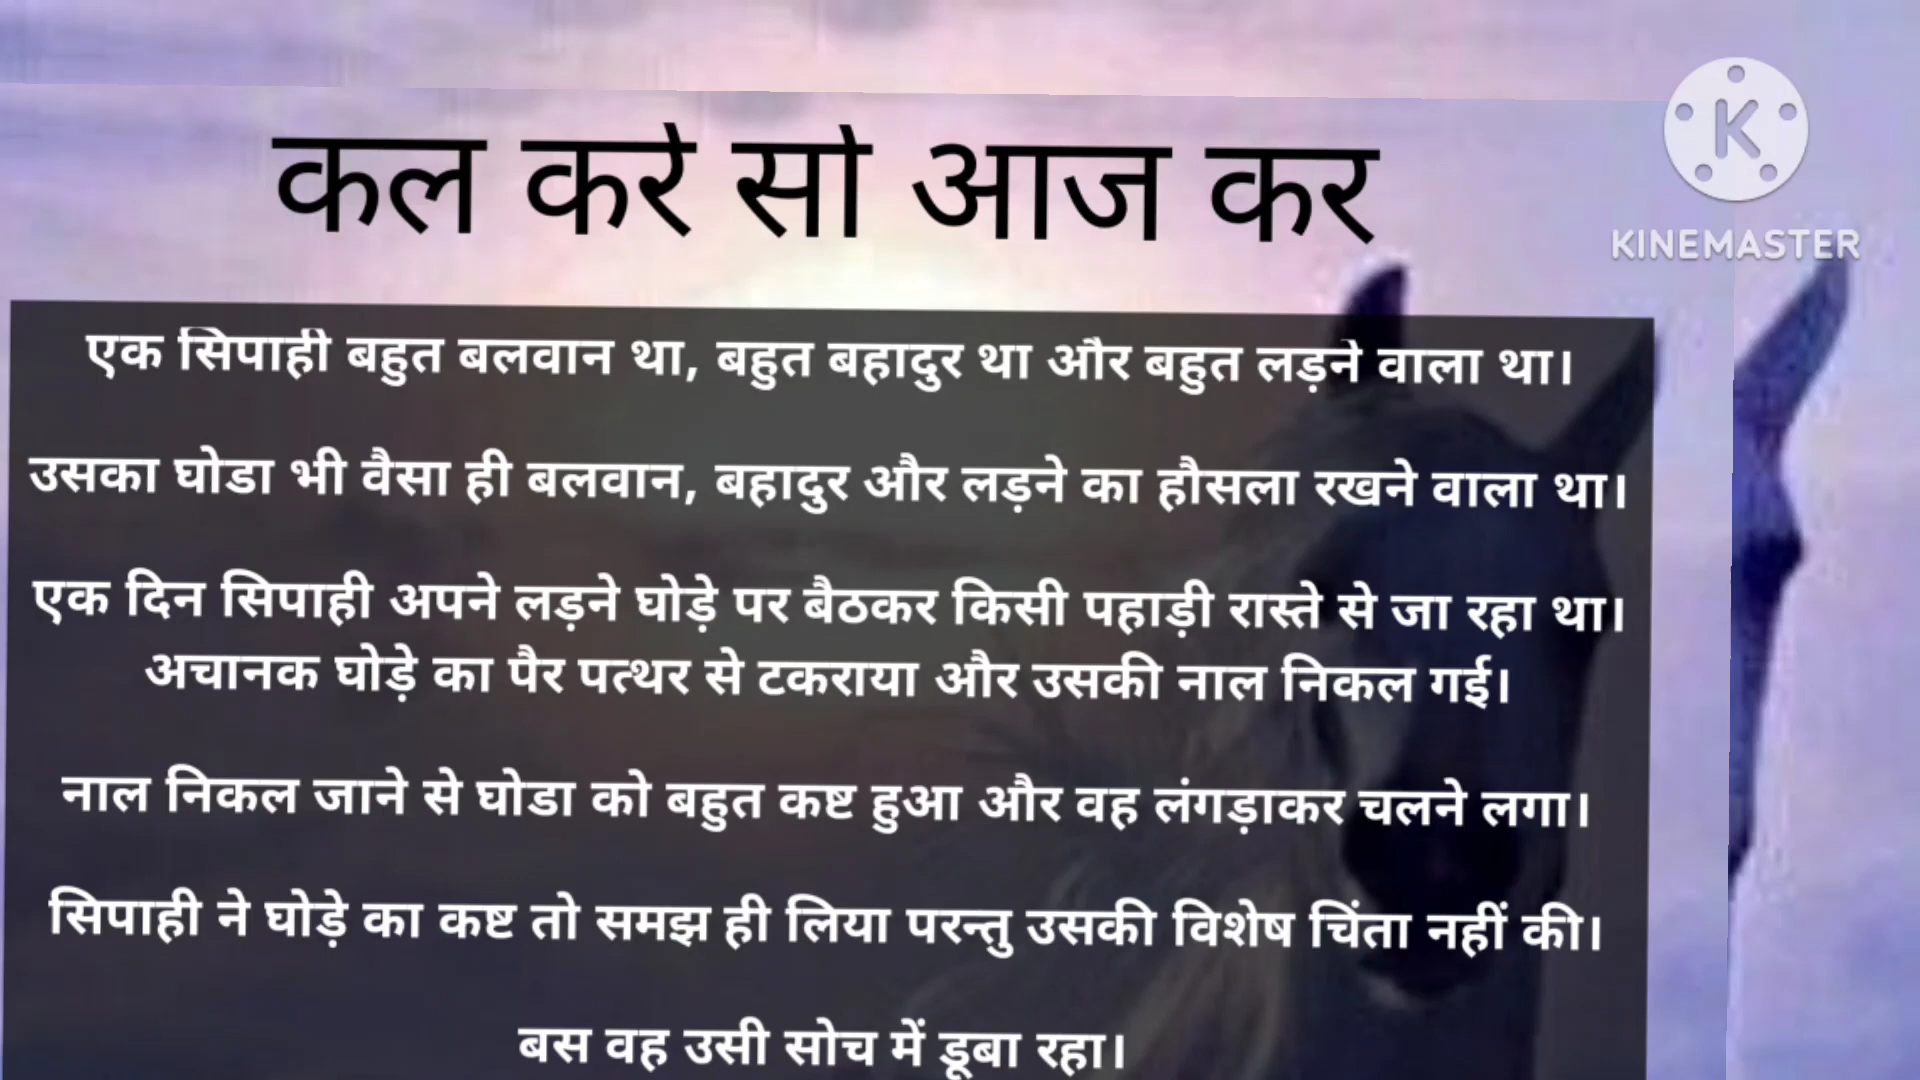 कल करे सो आज कर
KINEMASTER
एक सिपाही बहुत बलवान था, बहुत बहादुर था और बहुत लड़ने वाला था।
उसका घोडा भी वैसा ही बलवान, बहादुर और लड़ने का हौसला रखने वाला था।
एक दिन सिपाही अपने लड़ने घोड़े पर बैठकर किसी पहाड़ी रास्ते से जा रहा था।
अचानक घोड़े का पैर पत्थर से टकराया और उसकी नाल निकल गई।
नाल निकल जाने से घोडा को बहुत कष्ट हुआ और वह लंगड़ाकर चलने लगा।
सिपाही ने घोड़े का कष्ट तो समझ ही लिया परन्तु उसकी विशेष चिंता नहीं की।
बस वह उसी सोच में डूबा रहा।